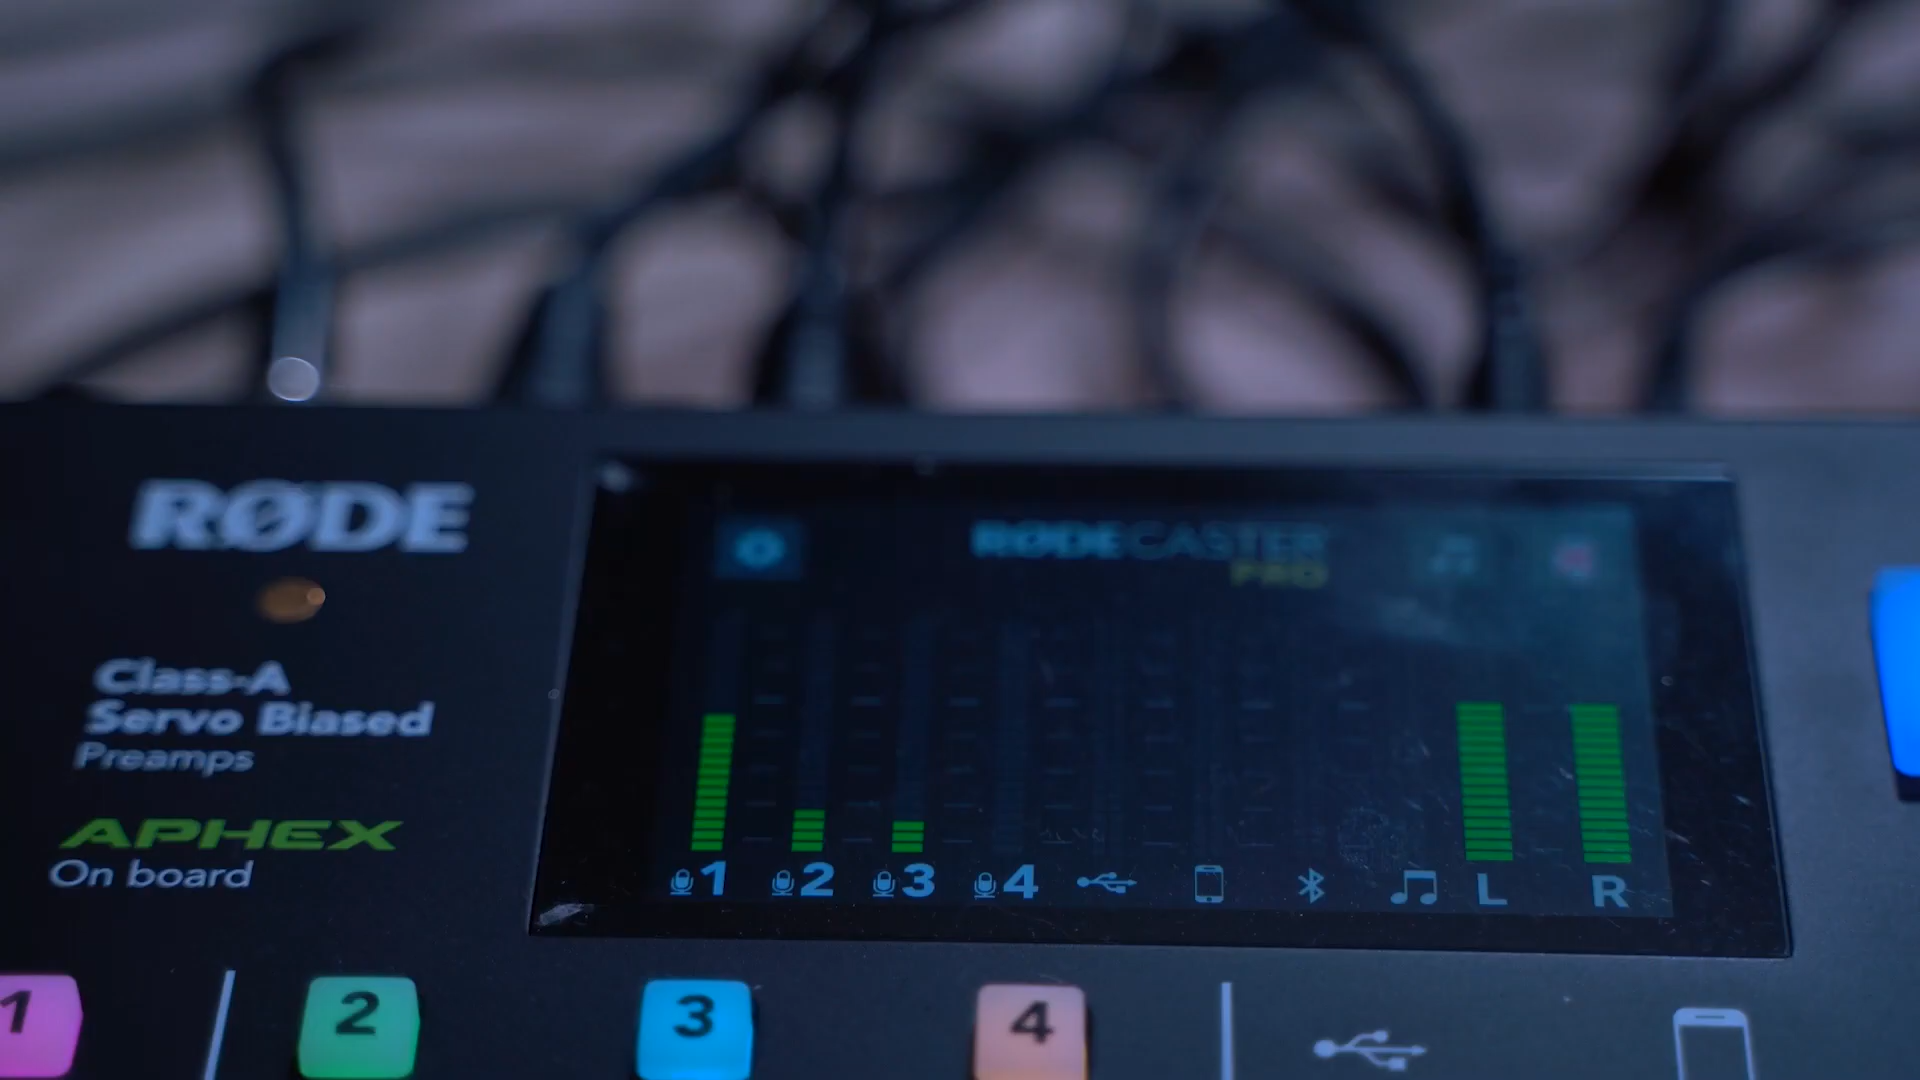 RØDE
Class-A
Servo Biased
Preamps
APHEX
On board
RØDECASTER
PRO
1 2 3 4 L R
1 2 3 4